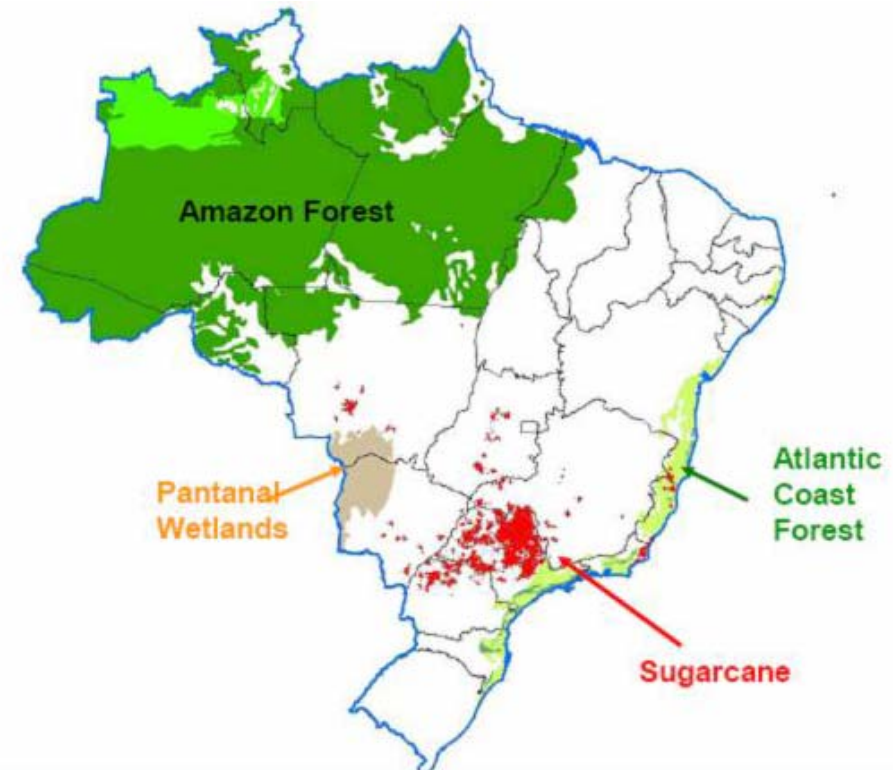 Amazon Forest
Pantanal
Wetlands
Atlantic
Coast
Forest
Sugarcane